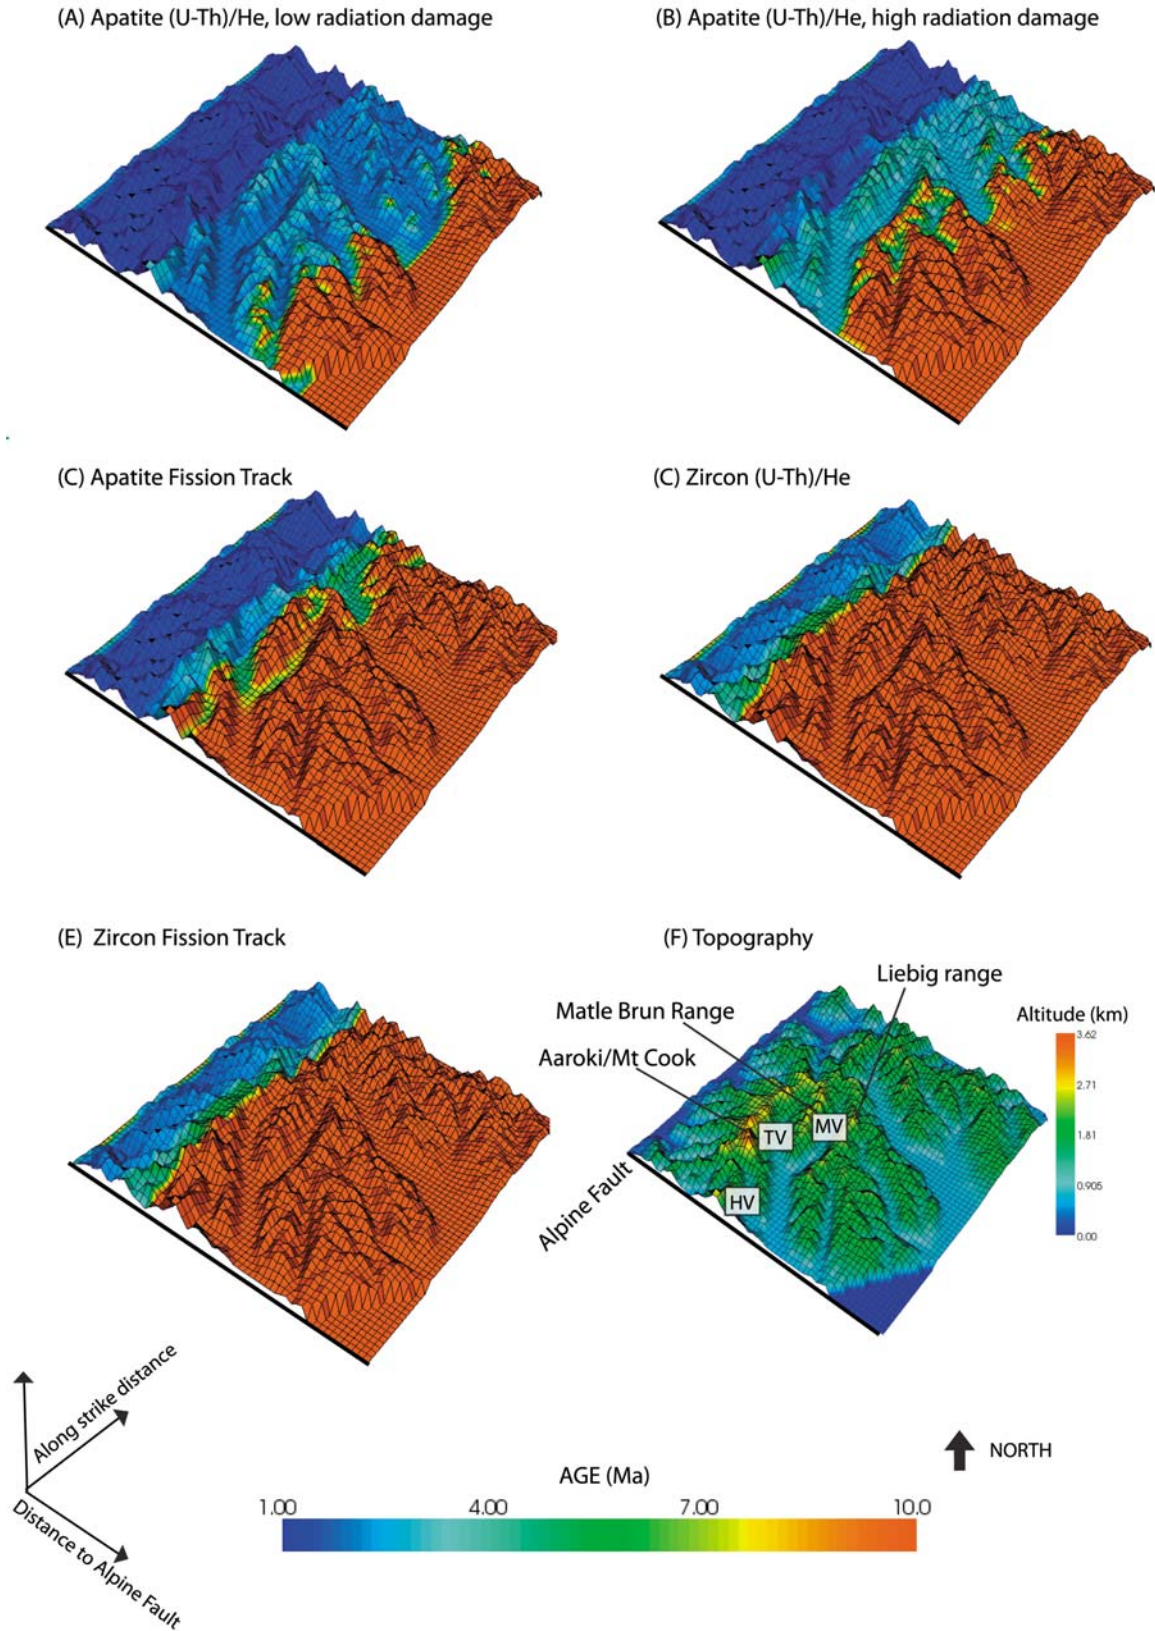 (A) Apatite (U-Th)/He, low radiation damage
(B) Apatite (U-Th)/He, high radiation damage
(C) Apatite Fission Track
(C) Zircon (U-Th)/He
(E) Zircon Fission Track
(F) Topography
Liebig range
Matle Brun Range
Altitude (km)
Aaroki/Mt Cook
3.62
2.71
1.81
0.905
0.00
TV
MV
HV
Alpine Fault
Along strike distance
Distance to Alpine Fault
NORTH
AGE (Ma)
1.00 4.00 7.00 10.0